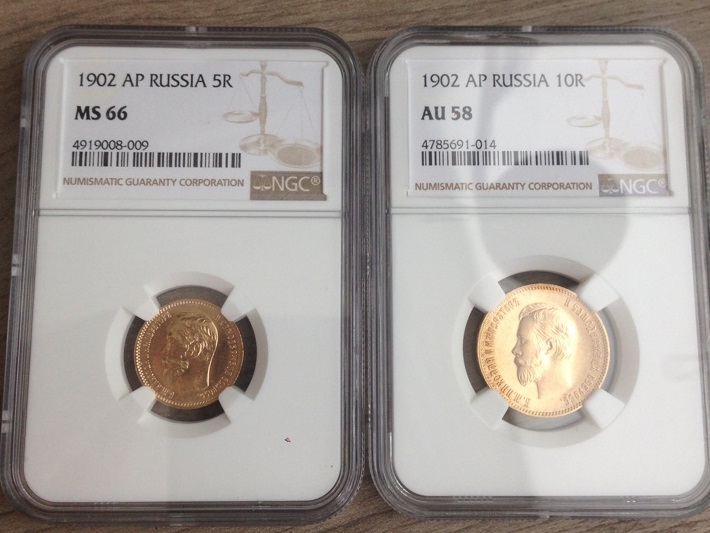 1902 AP RUSSIA 5R
MS 66
4919008-009
NUMISMATIC GUARANTY CORPORATION
NGC®
1902 AP RUSSIA 10R
AU 58
4785691-014
NUMISMATIC GUARANTY CORPORATION
NGC®